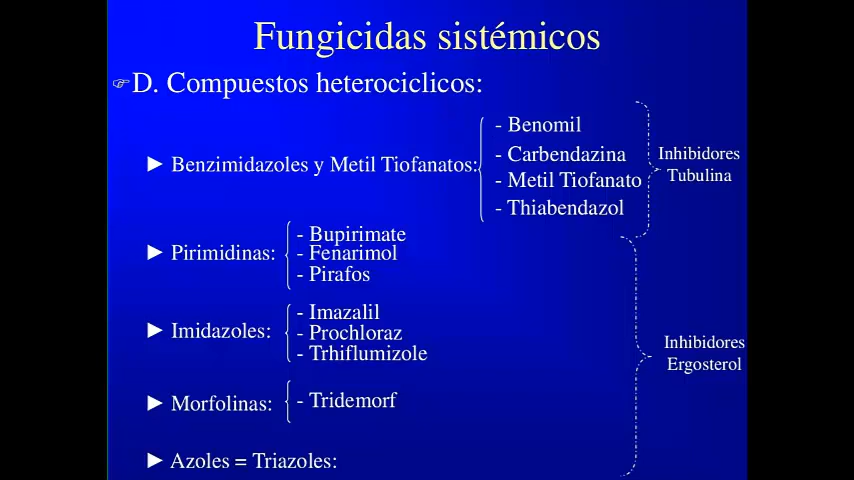 Fungicidas sistémicos
☞D. Compuestos heterociclicos:
► Benzimidazoles y Metil Tiofanatos:
- Benomil
- Carbendazina
- Metil Tiofanato
- Thiabendazol
Inhibidores
Tubulina
► Pirimidinas:
- Bupirimate
- Fenarimol
- Pirafos
► Imidazoles:
- Imazalil
- Prochloraz
- Trhiflumizole
► Morfolinas:
- Tridemorf
Inhibidores
Ergosterol
► Azoles = Triazoles: